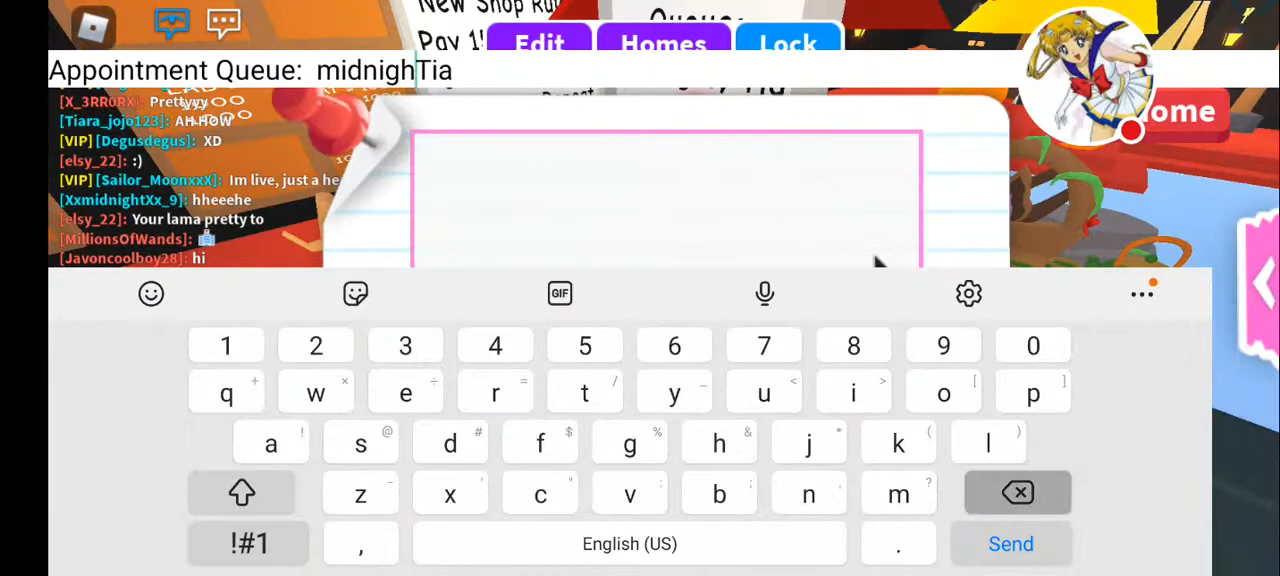 New Shop
Pay 1!
Queue:
Edit Homes Lock
Appointment Queue: midnighTia
[X_3RR0RX]: Prettyyy
[Tiara_jojo123]: AH HOW
[VIP] [Degusdegus]: XD
[elsy_22]: :)
[VIP] [Sailor_MoonxxX]: Im live, just a he
[XxmidnightXx_9]: hheeehe
[elsy_22]: Your lama pretty to
[MillionsOfWands]:
[Javoncoolboy28]: hi
ome
GIF
1 2 3 4 5 6 7 8 9 0
q w e r t y u i o p
a s d f g h j k l
z x c v b n m
!#1 , English (US) . Send